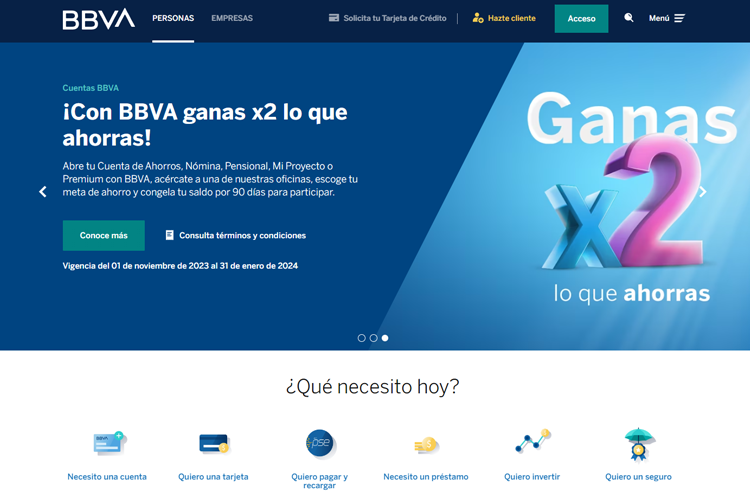 BBVA
PERSONAS
EMPRESAS
Solicita tu Tarjeta de Crédito
Hazte cliente
Acceso
Menú
Cuentas BBVA
¡Con BBVA ganas x2 lo que
ahorras!
Abre tu Cuenta de Ahorros, Nómina, Pensional, Mi Proyecto o
Premium con BBVA, acércate a una de nuestras oficinas, escoge tu
meta de ahorro y congela tu saldo por 90 días para participar.
Conoce más
Consulta términos y condiciones
Vigencia del 01 de noviembre de 2023 al 31 de enero de 2024
Ganas
x2
lo que ahorras
¿Qué necesito hoy?
BBVA
pse
Necesito una cuenta
Quiero una tarjeta
Quiero pagar y
recargar
Necesito un préstamo
Quiero invertir
Quiero un seguro